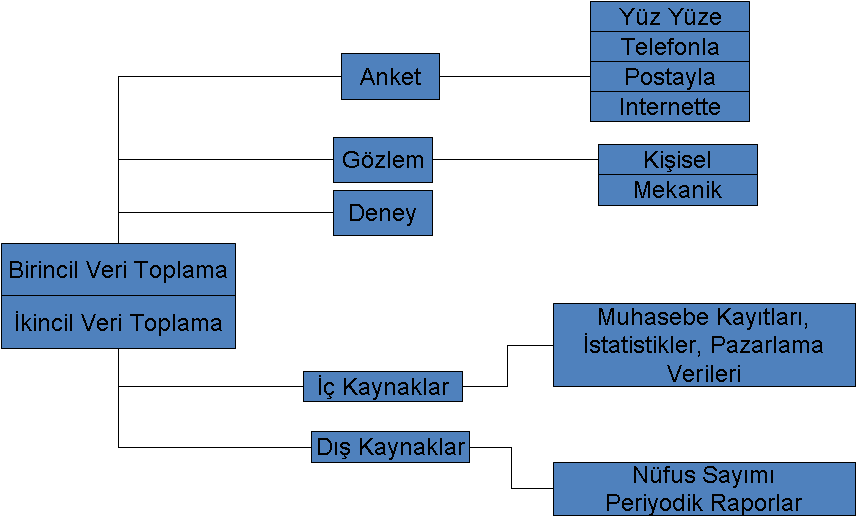 Yüz Yüze
Telefonla
Anket
Postayla
Internette
Gözlem
Kişisel
Mekanik
Deney
Birincil Veri Toplama
İkincil Veri Toplama
Muhasebe Kayıtları,
İstatistikler, Pazarlama
Verileri
İç Kaynaklar
Dış Kaynaklar
Nüfus Sayımı
Periyodik Raporlar